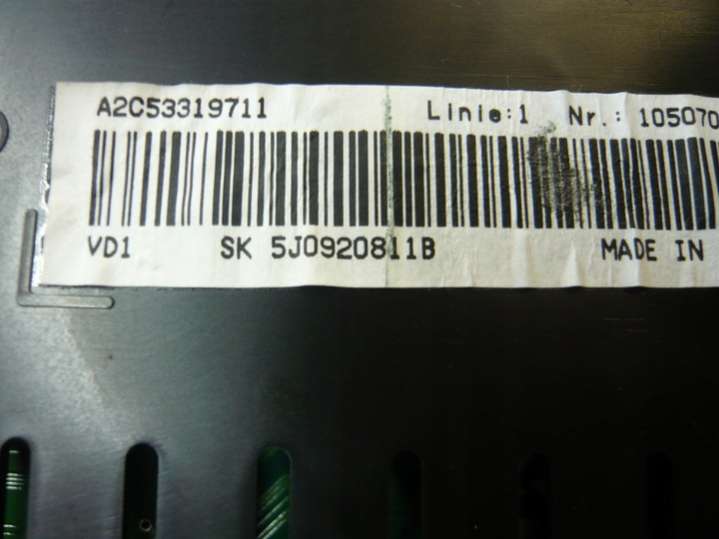 A2C53319711 Linie:1 Nr.: 105070
VD1 SK 5J0920811B MADE IN